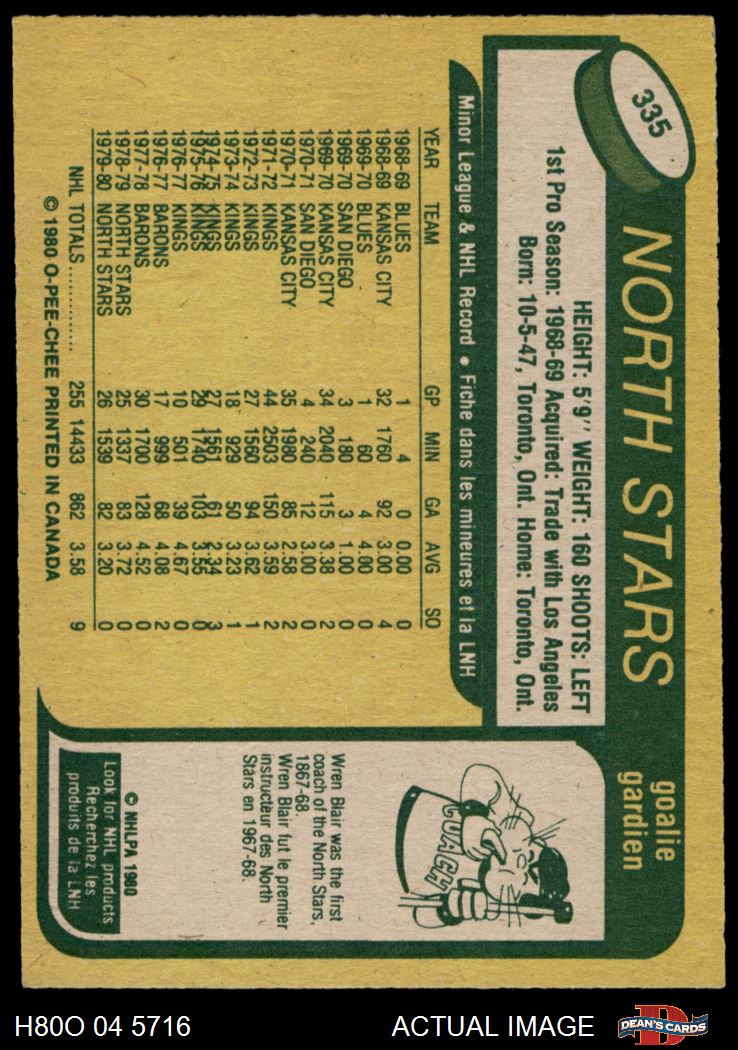 335
NORTH STARS
goalie
gardien
HEIGHT: 5'9" WEIGHT: 160 SHOOTS: LEFT
1st Pro Season: 1968-69 Acquired: Trade with Los Angeles
Born: 10-5-47, Toronto, Ont. Home: Toronto, Ont.
Minor League & NHL Record • Fiche dans les mineures et la LNH
YEAR TEAM GP MIN GA AVG SO
1968-69 BLUES 1 4 0 0.00 0
1968-69 KANSAS CITY 32 1760 92 3.00 4
1969-70 BLUES 1 60 4 4.00 0
1969-70 SAN DIEGO 3 180 3 1.00 0
1969-70 KANSAS CITY 34 2040 115 3.38 2
1970-71 SAN DIEGO 4 240 12 3.00 0
1970-71 KANSAS CITY 35 1980 85 2.58 2
1971-72 KINGS 44 2503 150 3.59 2
1972-73 KINGS 27 1560 94 3.62 1
1973-74 KINGS 18 929 50 3.23 1
1974-75 KINGS 27 1561 61 2.34 3
1975-76 KINGS 29 1740 103 3.55 0
1976-77 KINGS 10 501 39 4.67 0
1976-77 BARONS 17 999 68 4.08 2
1977-78 BARONS 30 1700 128 4.52 0
1978-79 NORTH STARS 25 1337 83 3.72 0
1979-80 NORTH STARS 26 1539 82 3.20 0
NHL TOTALS .............. 255 14433 862 3.58 9
© 1980 O-PEE-CHEE PRINTED IN CANADA
COACH
Wren Blair was the first
coach of the North Stars,
1867-68.
Wren Blair fut le premier
instructeur des North
Stars en 1967-68.
© NHLPA 1980
Look for NHL products
Recherchez les
produits de la LNH
H80O 04 5716
ACTUAL IMAGE
D
DEAN'S CARDS